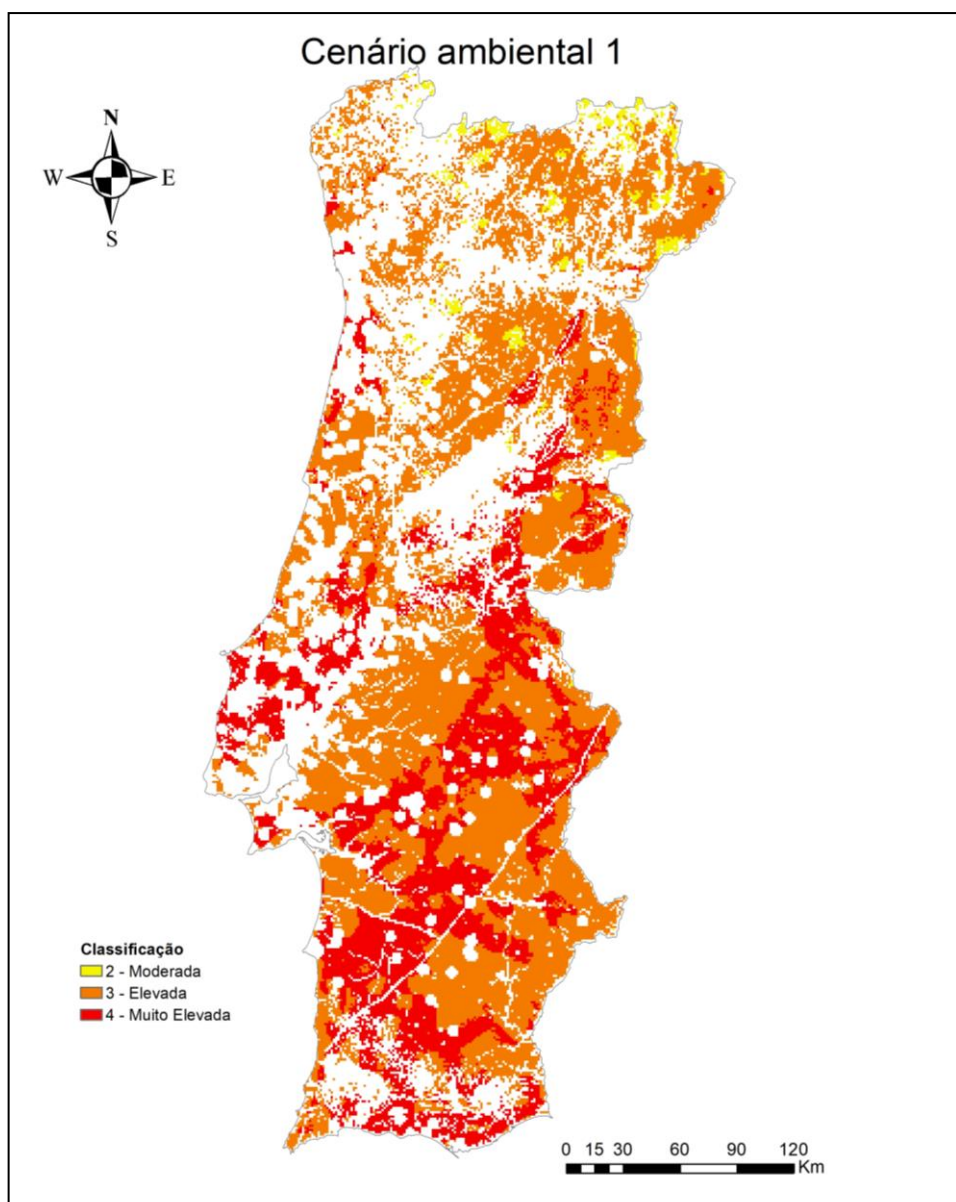 Cenário ambiental 1
N
W E
S
Classificação
2 - Moderada
3 - Elevada
4 - Muito Elevada
0 15 30 60 90 120
Km